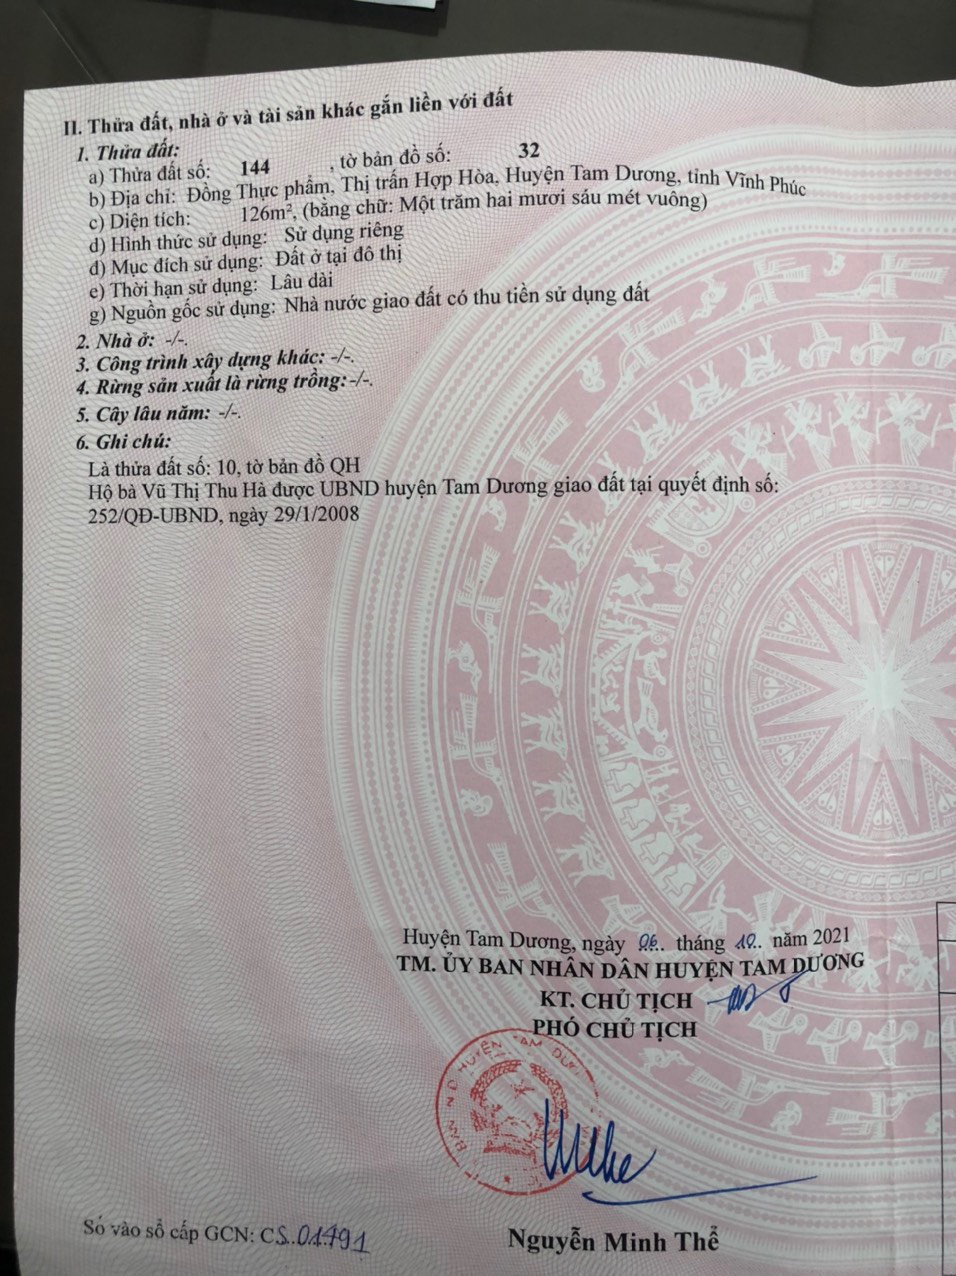 II. Thửa đất, nhà ở và tài sản khác gắn liền với đất
1. Thửa đất:
a) Thửa đất số: 144 , tờ bản đồ số: 32
b) Địa chỉ: Đồng Thực phẩm, Thị trấn Hợp Hòa, Huyện Tam Dương, tỉnh Vĩnh Phúc
c) Diện tích: 126m², (bằng chữ: Một trăm hai mươi sáu mét vuông)
d) Hình thức sử dụng: Sử dụng riêng
đ) Mục đích sử dụng: Đất ở tại đô thị
e) Thời hạn sử dụng: Lâu dài
g) Nguồn gốc sử dụng: Nhà nước giao đất có thu tiền sử dụng đất
2. Nhà ở: -/-.
3. Công trình xây dựng khác: -/-.
4. Rừng sản xuất là rừng trồng: -/-.
5. Cây lâu năm: -/-.
6. Ghi chú:
Là thửa đất số: 10, tờ bản đồ QH
Hộ bà Vũ Thị Thu Hà được UBND huyện Tam Dương giao đất tại quyết định số:
252/QĐ-UBND, ngày 29/1/2008
Huyện Tam Dương, ngày 06.. tháng 10.. năm 2021
TM. ỦY BAN NHÂN DÂN HUYỆN TAM DƯƠNG
KT. CHỦ TỊCH
PHÓ CHỦ TỊCH
BAN ND HUYỆN TAM DƯƠ
Nguyễn Minh Thể
Số vào sổ cấp GCN: CS.01491